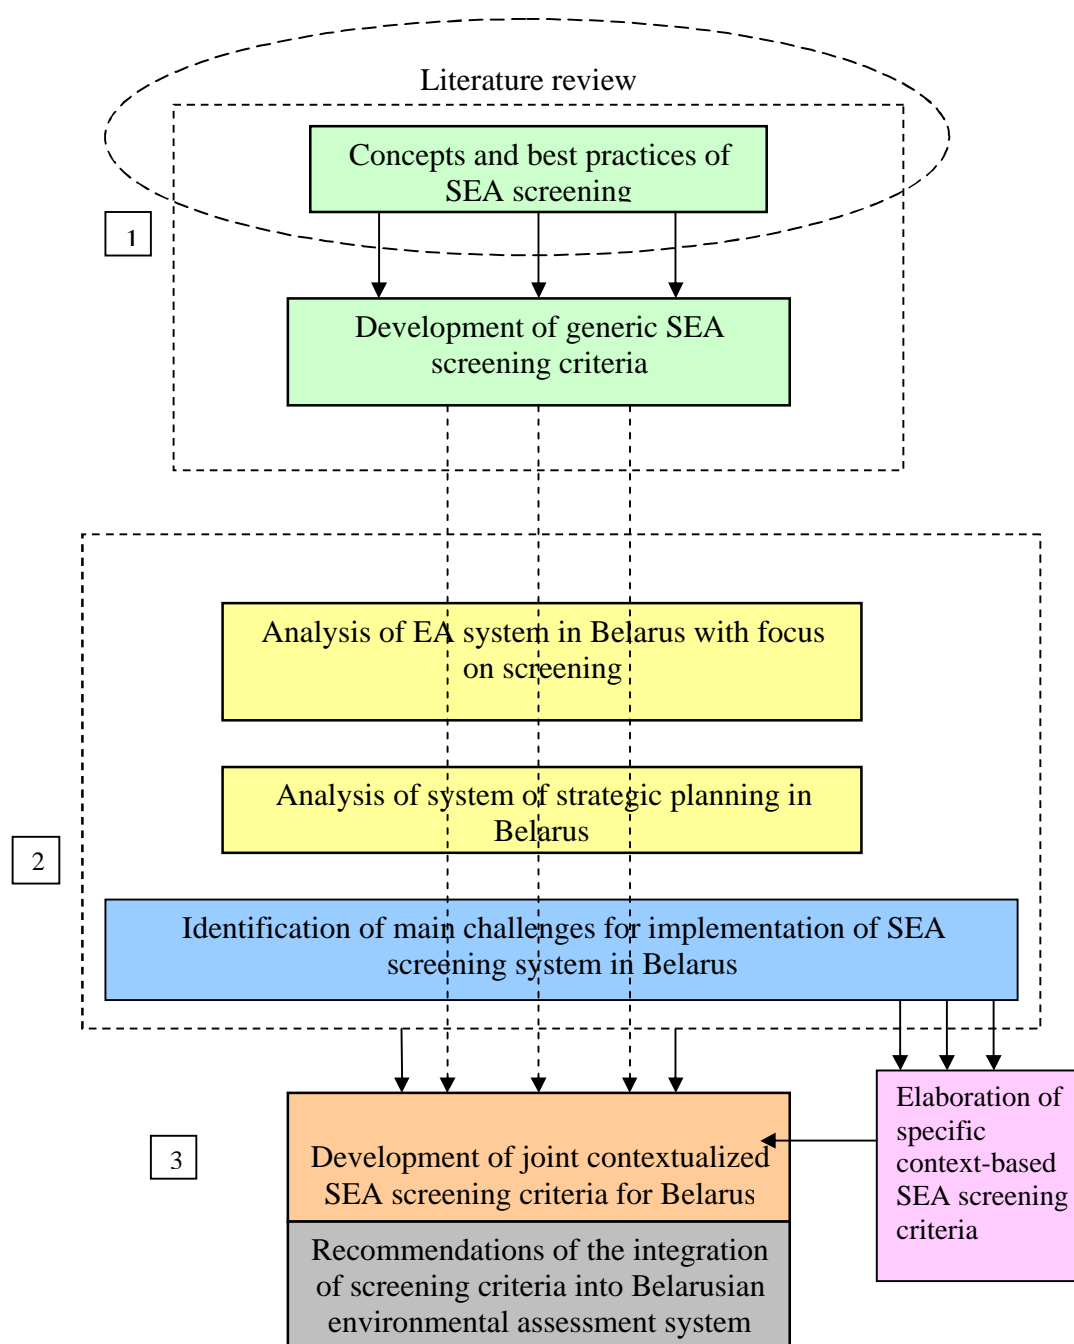 Literature review
Concepts and best practices of
SEA screening
1
Development of generic SEA
screening criteria
Analysis of EA system in Belarus with focus
on screening
Analysis of system of strategic planning in
Belarus
2
Identification of main challenges for implementation of SEA
screening system in Belarus
Elaboration of
specific
context-based
SEA screening
criteria
3
Development of joint contextualized
SEA screening criteria for Belarus
Recommendations of the integration
of screening criteria into Belarusian
environmental assessment system